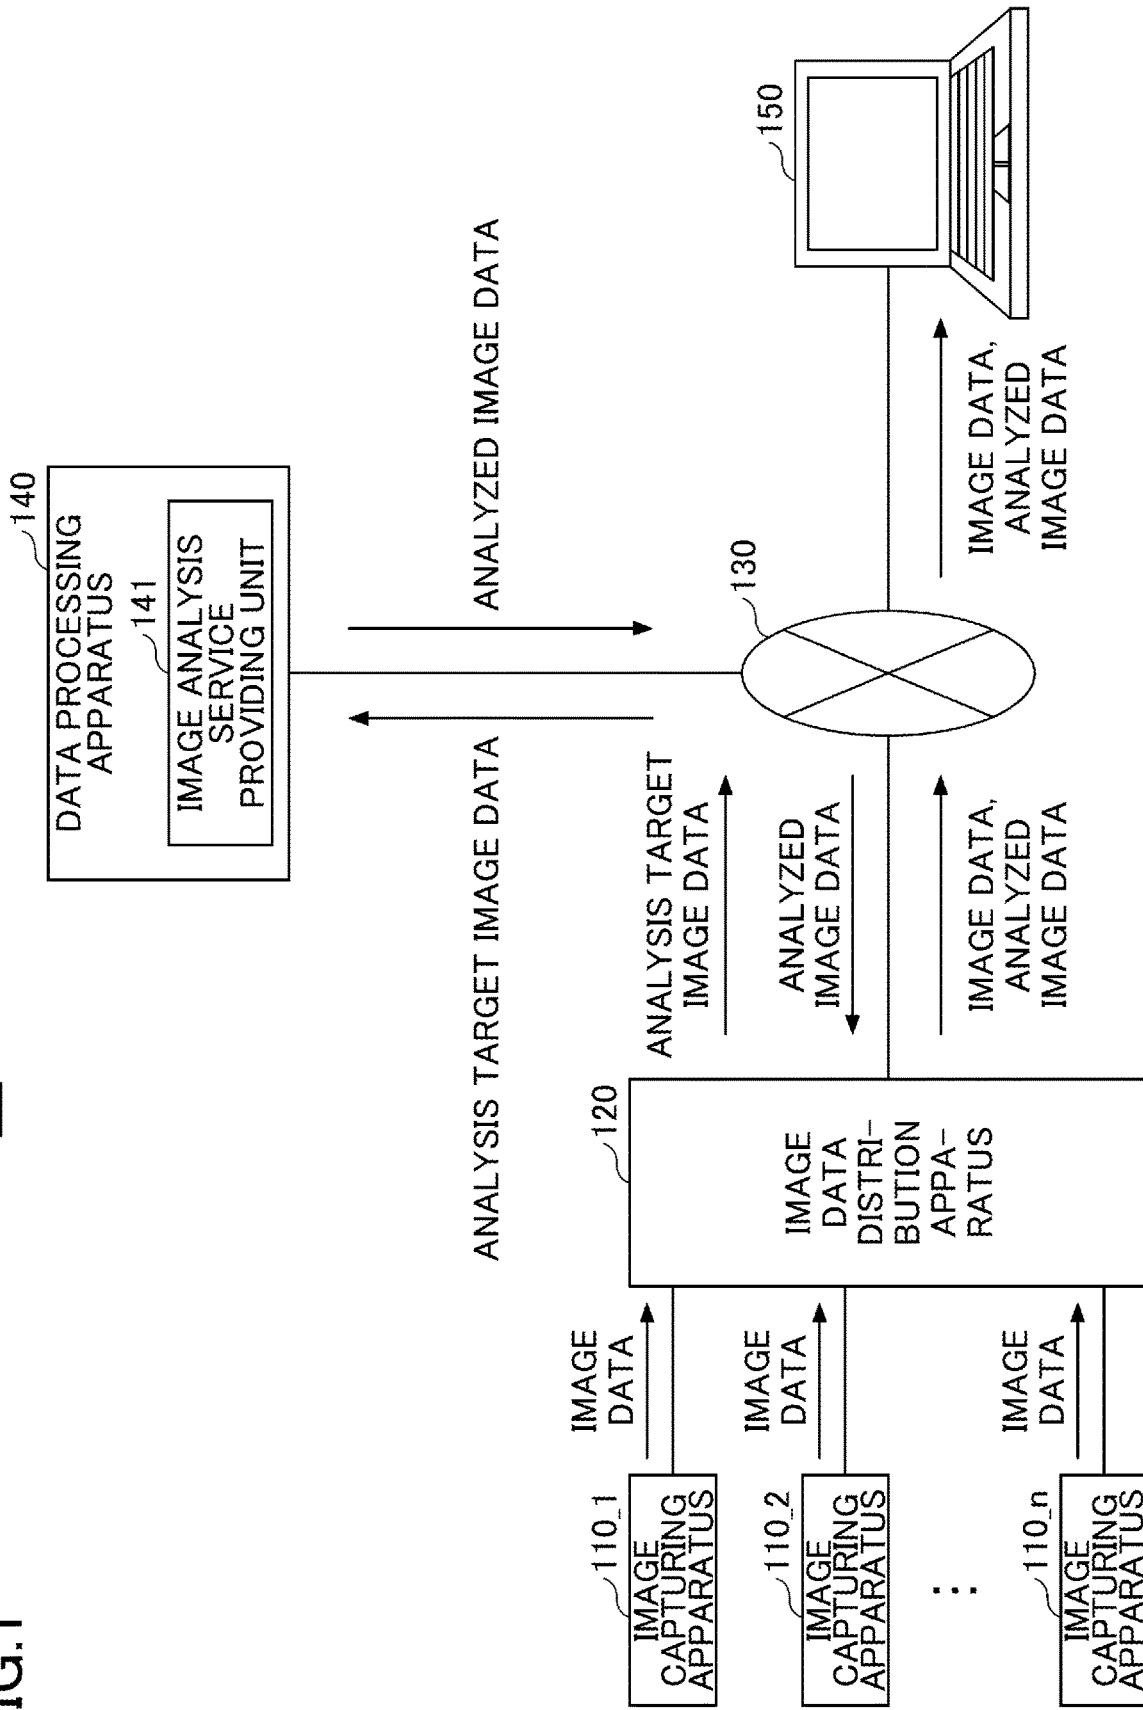 IG.1
140
DATA PROCESSING
APPARATUS
141
IMAGE ANALYSIS
SERVICE
PROVIDING UNIT
ANALYSIS TARGET IMAGE DATA
ANALYZED IMAGE DATA
110_1
IMAGE
CAPTURING
APPARATUS
IMAGE
DATA
110_2
IMAGE
CAPTURING
APPARATUS
IMAGE
DATA
...
110_n
IMAGE
CAPTURING
APPARATUS
IMAGE
DATA
120
IMAGE
DATA
DISTRI-
BUTION
APPA-
RATUS
ANALYSIS TARGET
IMAGE DATA
ANALYZED
IMAGE DATA
IMAGE DATA,
ANALYZED
IMAGE DATA
130
IMAGE DATA,
ANALYZED
IMAGE DATA
150